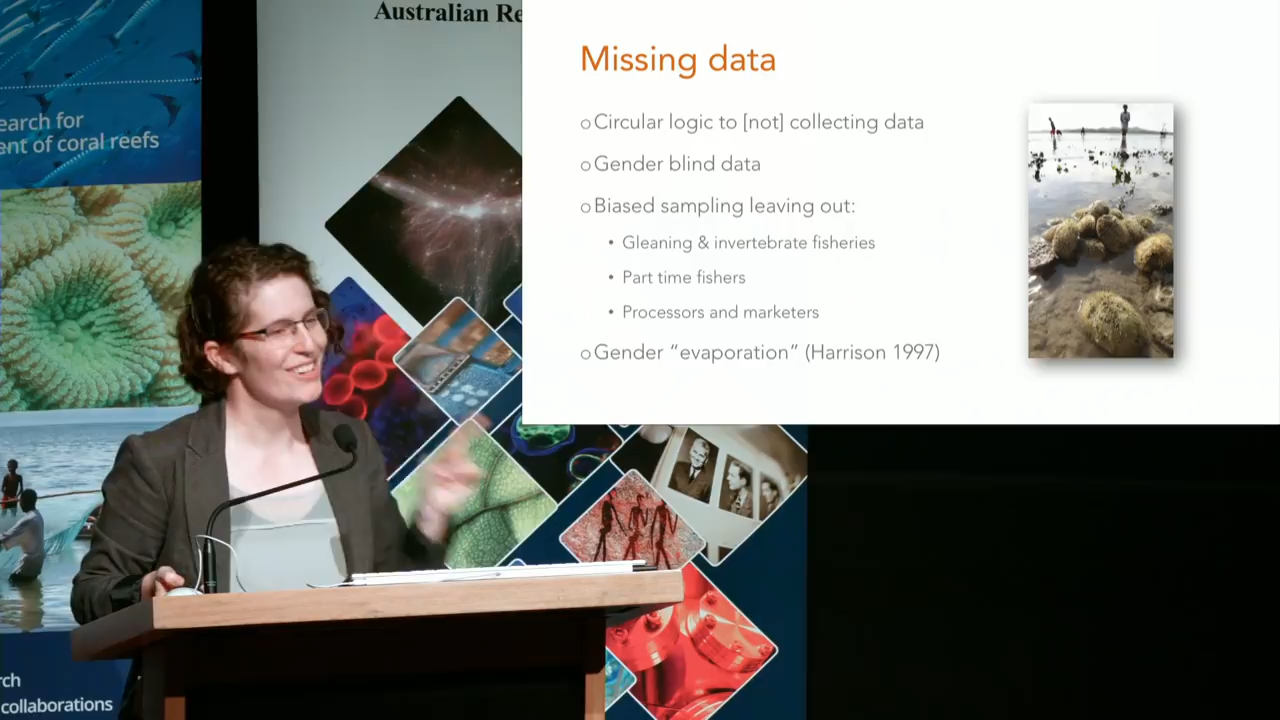 Australian Re
earch for
ent of coral reefs
rch
collaborations
Missing data
Circular logic to [not] collecting data
Gender blind data
Biased sampling leaving out:
Gleaning & invertebrate fisheries
Part time fishers
Processors and marketers
Gender “evaporation” (Harrison 1997)